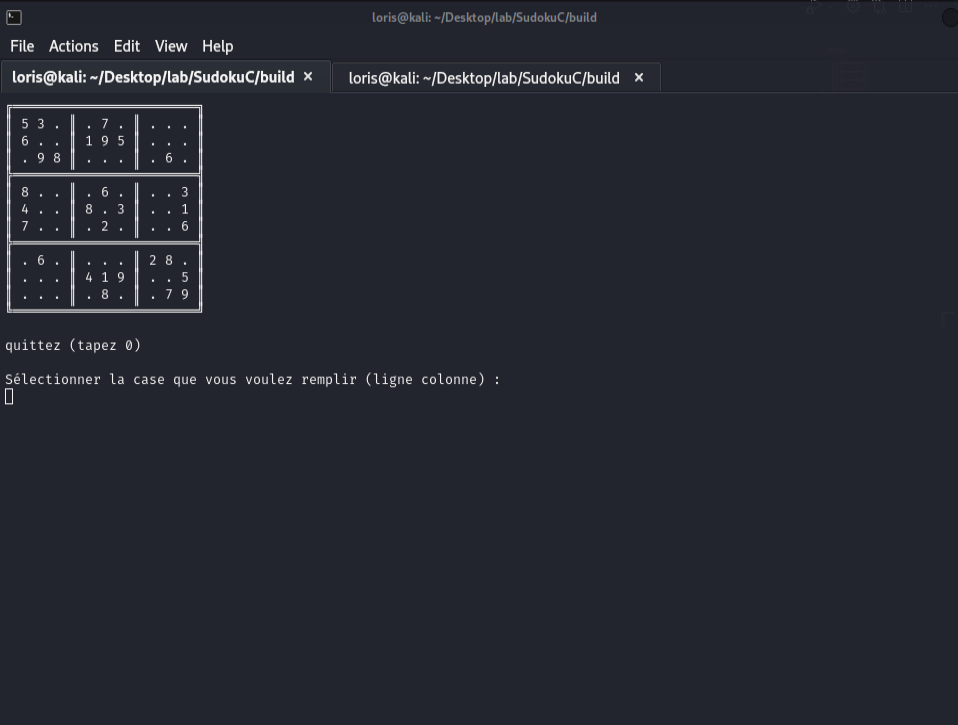 loris@kali: ~/Desktop/lab/SudokuC/build
File Actions Edit View Help
loris@kali: ~/Desktop/lab/SudokuC/build × loris@kali: ~/Desktop/lab/SudokuC/build ×
5 3 . ║ . 7 . ║ . . .
6 . . ║ 1 9 5 ║ . . .
. 9 8 ║ . . . ║ . 6 .
8 . . ║ . 6 . ║ . . 3
4 . . ║ 8 . 3 ║ . . 1
7 . . ║ . 2 . ║ . . 6
. 6 . ║ . . . ║ 2 8 .
. . . ║ 4 1 9 ║ . . 5
. . . ║ . 8 . ║ . 7 9
quittez (tapez 0)
Sélectionner la case que vous voulez remplir (ligne colonne) :